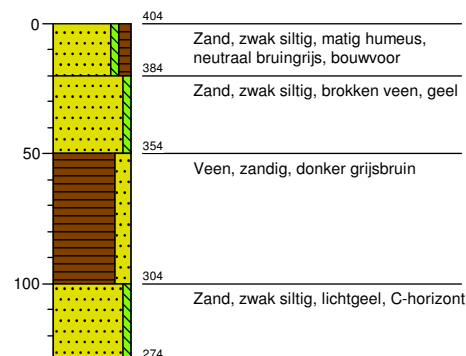 0
404
Zand, zwak siltig, matig humeus,
neutraal bruingrijs, bouwvoor
384
Zand, zwak siltig, brokken veen, geel
50
354
Veen, zandig, donker grijsbruin
100
304
Zand, zwak siltig, lichtgeel, C-horizont
274